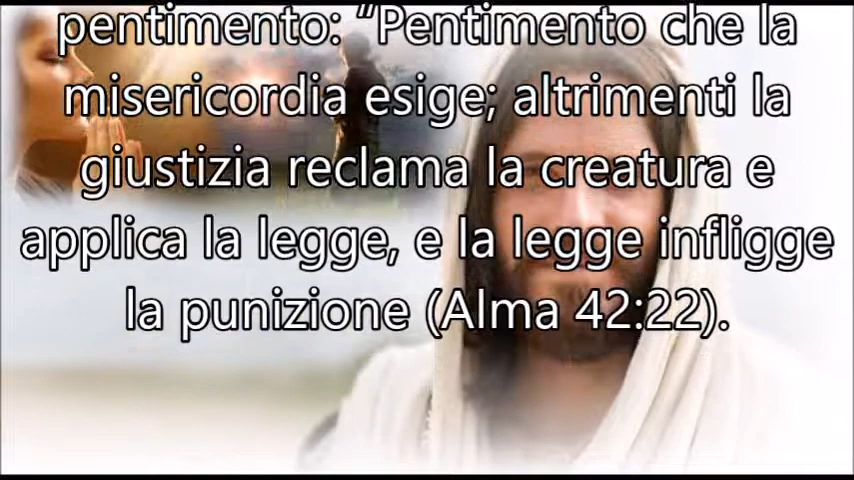 pentimento: “Pentimento che la
misericordia esige; altrimenti la
giustizia reclama la creatura e
applica la legge, e la legge infligge
la punizione (Alma 42:22).